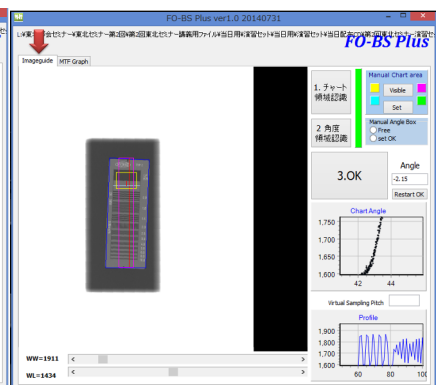 FO-BS Plus ver1.0 20140731
FO-BS Plus
Imageguide
MTF Graph
1.チャート
領域認識
Manual Chart area
Visible
Set
2 角度
領域認識
Manual Angle Box
Free
set OK
3.OK
Angle
-2.15
Restart OK
Chart Angle
1,750
1,700
1,650
1,600
42 44
Virtual Sampling Pitch
Profile
1,900
1,800
1,700
1,600
60 80 100
WW=1911
WL=1434